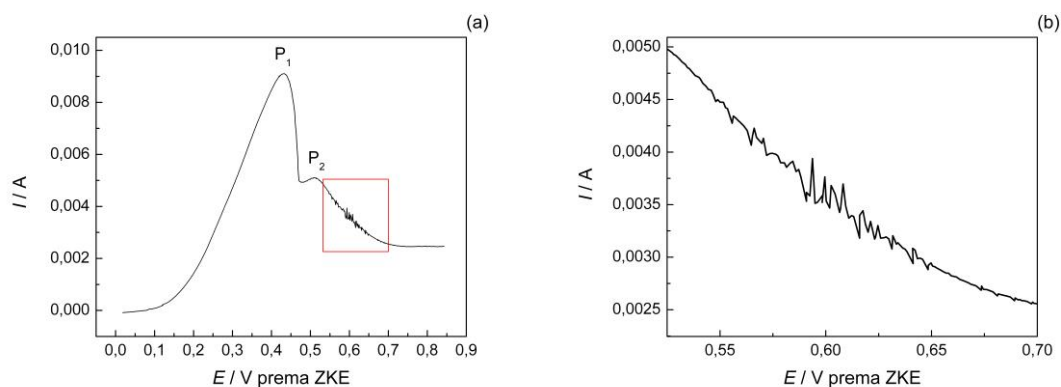 (a)
0,010
0,008
0,006
0,004
0,002
0,000
I / A
P1
P2
0,0 0,1 0,2 0,3 0,4 0,5 0,6 0,7 0,8 0,9
E / V prema ZKE
(b)
0,0050
0,0045
0,0040
0,0035
0,0030
0,0025
I / A
0,55 0,60 0,65 0,70
E / V prema ZKE